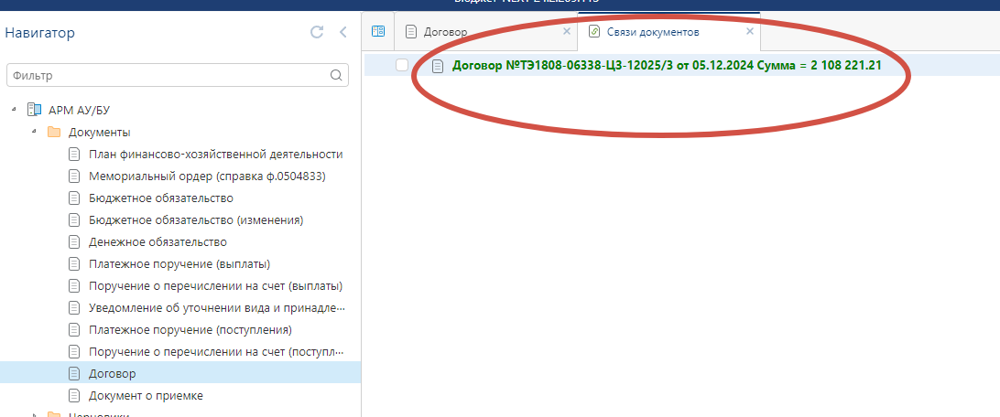 Навигатор
Договор
Связи документов
Фильтр
Договор №ТЭ1808-06338-ЦЗ-12025/3 от 05.12.2024 Сумма = 2 108 221.21
АРМ АУ/БУ
Документы
План финансово-хозяйственной деятельности
Мемориальный ордер (справка ф.0504833)
Бюджетное обязательство
Бюджетное обязательство (изменения)
Денежное обязательство
Платежное поручение (выплаты)
Поручение о перечислении на счет (выплаты)
Уведомление об уточнении вида и принадле...
Платежное поручение (поступления)
Поручение о перечислении на счет (поступл...
Договор
Документ о приемке